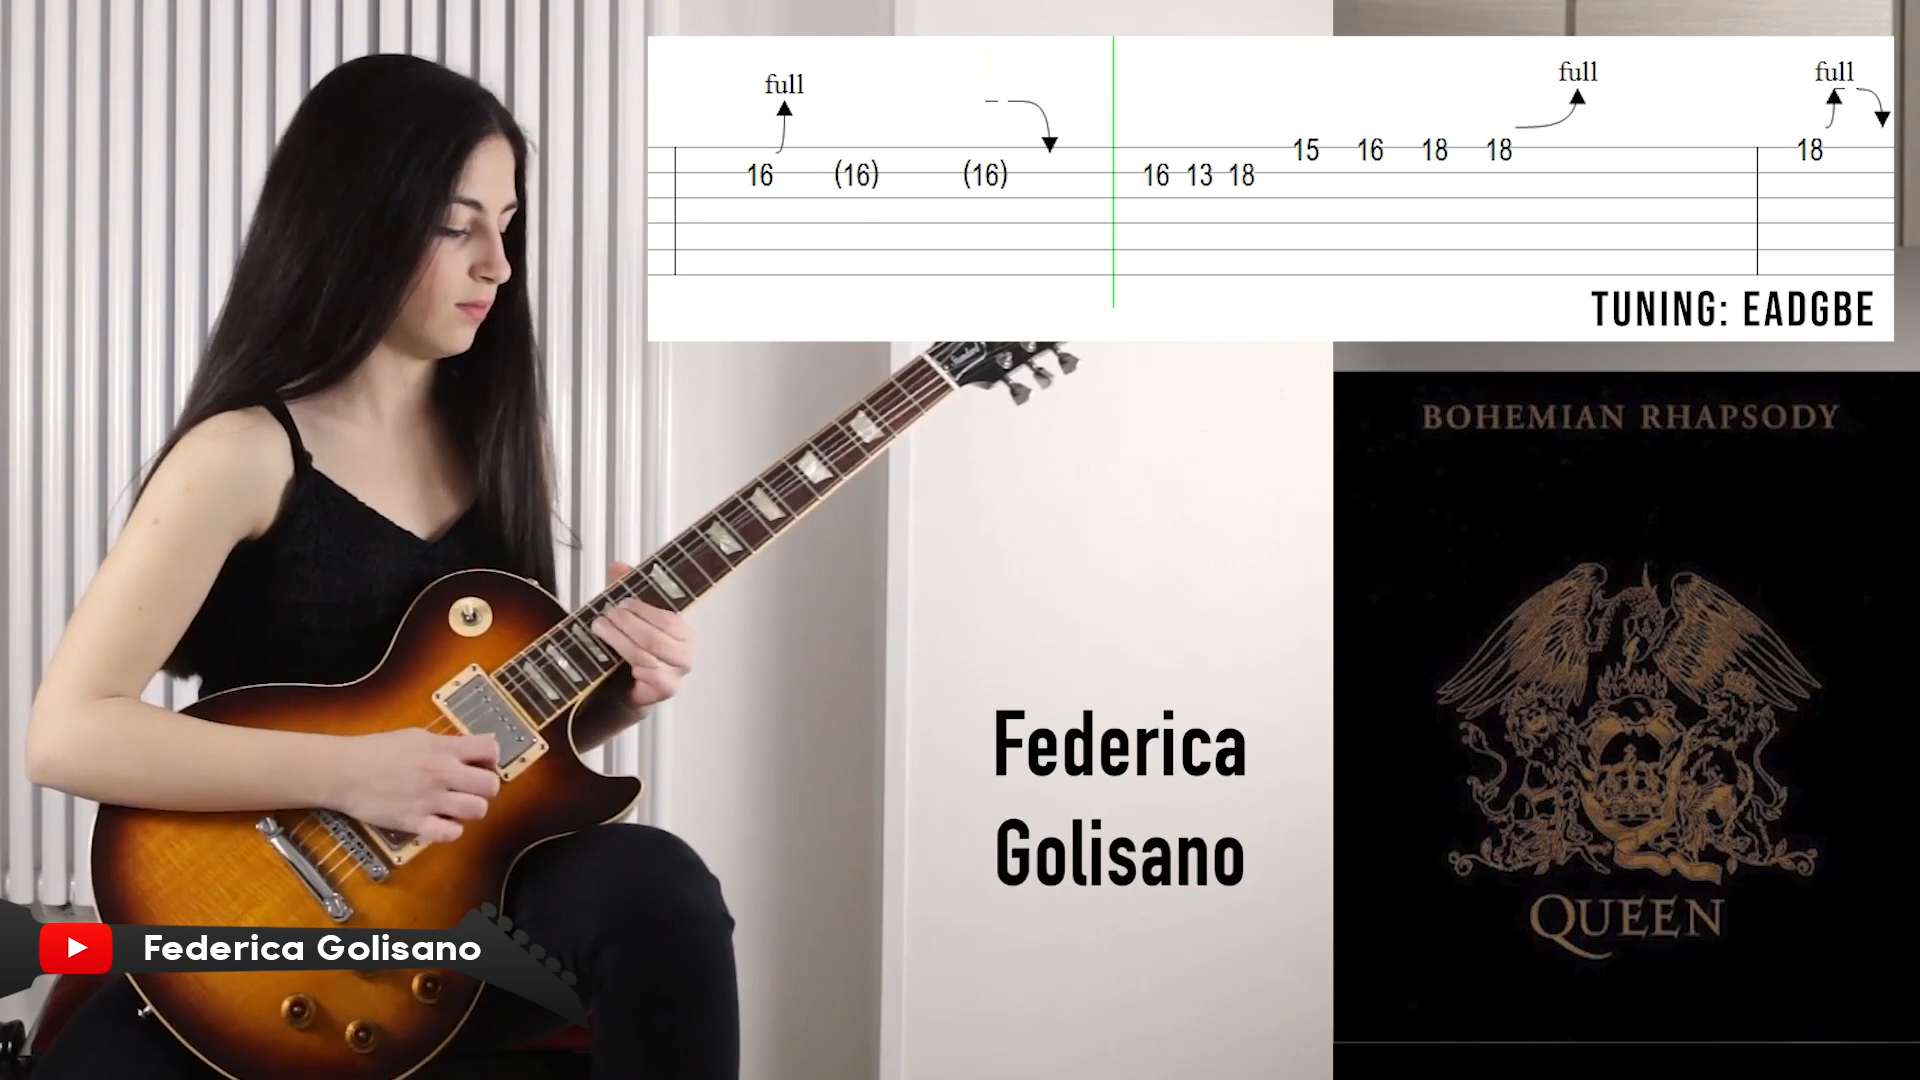 full full full
15 16 18 18 18
16 (16) (16) 16 13 18
TUNING: EADGBE
Standard
BOHEMIAN RHAPSODY
Federica
Golisano
QUEEN
Federica Golisano